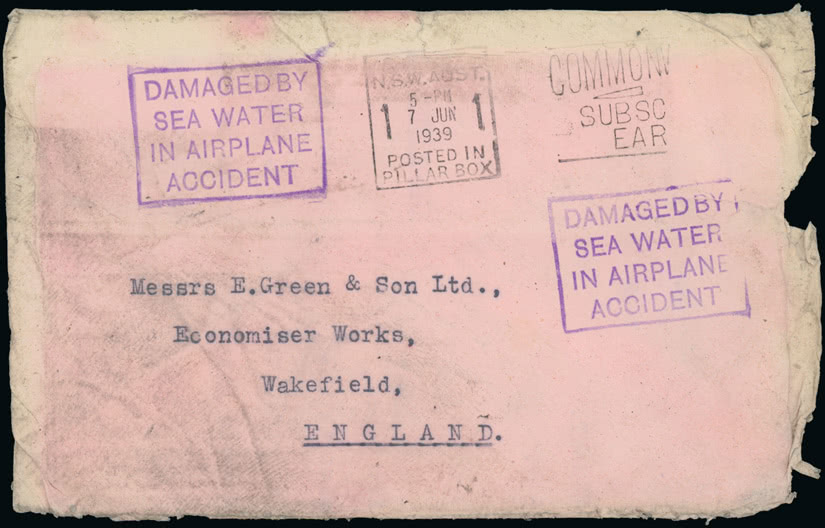 DAMAGED BY
SEA WATER
IN AIRPLANE
ACCIDENT
N.S.W. AUST.
5-PM
1 7 JUN 1
1939
POSTED IN
PILLAR BOX
COMMONW
SUBSC
EAR
DAMAGED BY
SEA WATER
IN AIRPLANE
ACCIDENT
Messrs E.Green & Son Ltd.,
Economiser Works,
Wakefield,
ENGLAND.